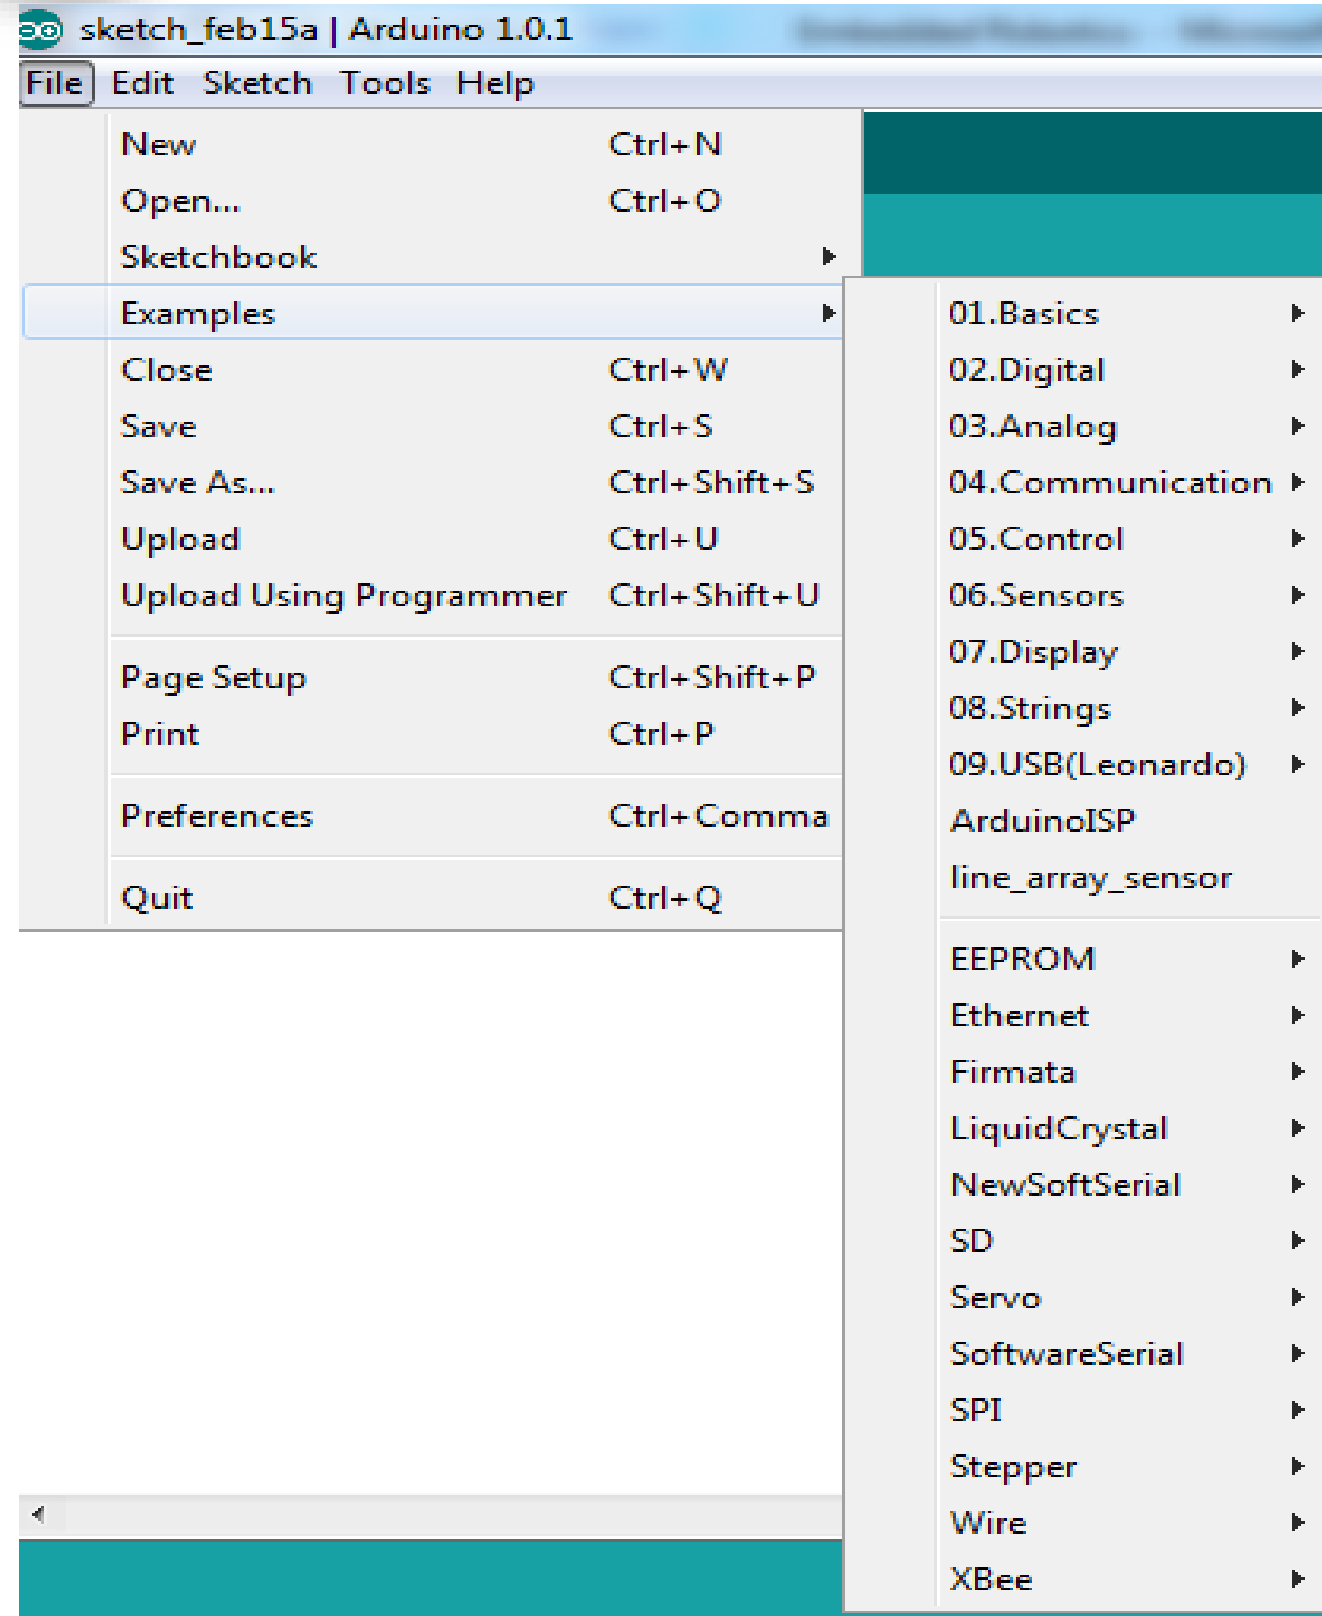 sketch_feb15a | Arduino 1.0.1
File Edit Sketch Tools Help
New Ctrl+N
Open... Ctrl+O
Sketchbook
Examples
Close Ctrl+W
Save Ctrl+S
Save As... Ctrl+Shift+S
Upload Ctrl+U
Upload Using Programmer Ctrl+Shift+U
Page Setup Ctrl+Shift+P
Print Ctrl+P
Preferences Ctrl+Comma
Quit Ctrl+Q
01.Basics
02.Digital
03.Analog
04.Communication
05.Control
06.Sensors
07.Display
08.Strings
09.USB(Leonardo)
ArduinoISP
line_array_sensor
EEPROM
Ethernet
Firmata
LiquidCrystal
NewSoftSerial
SD
Servo
SoftwareSerial
SPI
Stepper
Wire
XBee